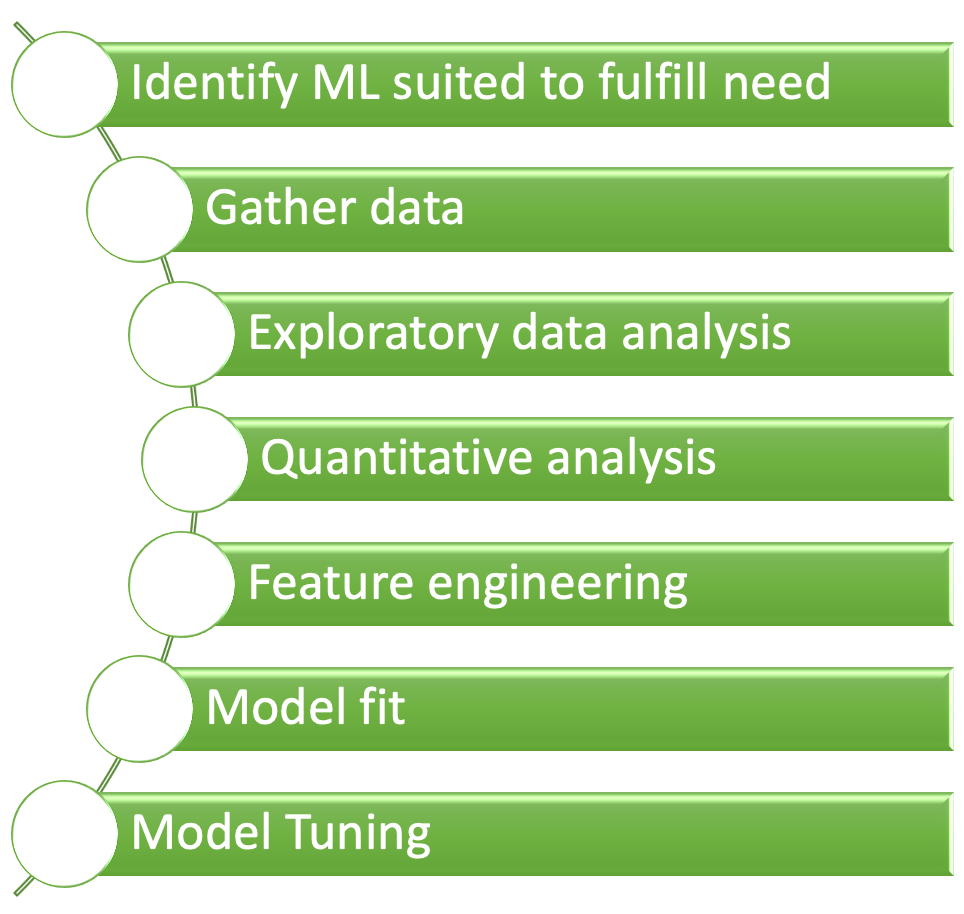 Identify ML suited to fulfill need
Gather data
Exploratory data analysis
Quantitative analysis
Feature engineering
Model fit
Model Tuning